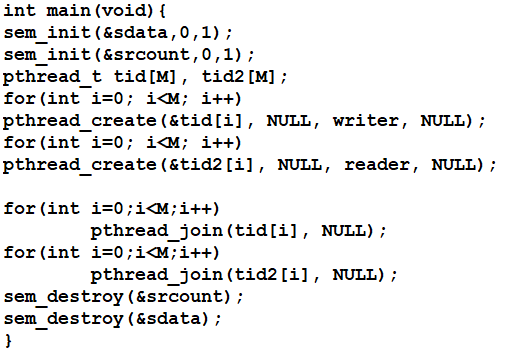 int main(void){
sem_init(&sdata,0,1);
sem_init(&srcount,0,1);
pthread_t tid[M], tid2[M];
for(int i=0; i<M; i++)
pthread_create(&tid[i], NULL, writer, NULL);
for(int i=0; i<M; i++)
pthread_create(&tid2[i], NULL, reader, NULL);

for(int i=0;i<M;i++)
        pthread_join(tid[i], NULL);
for(int i=0;i<M;i++)
        pthread_join(tid2[i], NULL);
sem_destroy(&srcount);
sem_destroy(&sdata);
}